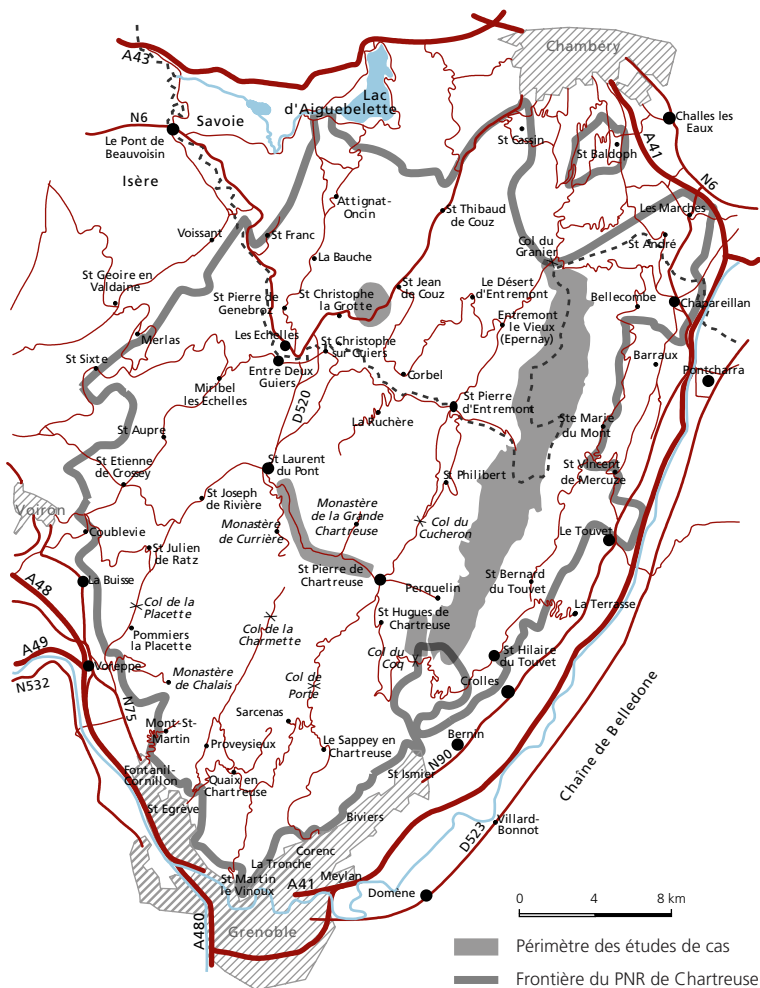 Chambéry
A43
Lac
d'Aiguebelette
N6
Savoie
Challes les
Eaux
Le Pont de
Beauvoisin
St Cassin
A41
St Baldoph
N6
Isère
Attignat-
Oncin
St Thibaud
de Couz
Les Marches
Voissant
St Franc
Col du
Granier
St André
La Bauche
St Geoire en
Valdaine
St Pierre de
Genebroz
St Christophe
la Grotte
St Jean
de Couz
Le Désert
d'Entremont
Bellecombe
Chapareillan
Merlas
Les Echelles
Entremont
le Vieux
(Epernay)
St Sixte
St Christophe
sur Guiers
Barraux
Entre Deux
Guiers
Corbel
Pontcharra
Miribel
les Echelles
D520
St Pierre
d'Entremont
La Ruchère
Ste Marie
du Mont
St Aupre
St Etienne
de Crossey
St Laurent
du Pont
St Philibert
St Vincent
de Mercuze
Voiron
St Joseph
de Rivière
Monastère
de Currière
Monastère
de la Grande
Chartreuse
Col du
Cucheron
Coublevie
Le Touvet
St Julien
de Ratz
St Pierre de
Chartreuse
La Buisse
A48
Perquelin
St Bernard
du Touvet
Col de la
Placette
La Terrasse
St Hugues de
Chartreuse
Pommiers
la Placette
Col de la
Charmette
A49
Voreppe
Col du
Coq
St Hilaire
du Touvet
N532
Monastère
de Chalais
Col de
Porte
Crolles
N75
Sarcenas
Mont-St-
Martin
Proveysieux
Le Sappey en
Chartreuse
Bernin
N90
Chaîne de Belledone
Fontanil-
Cornillon
Quaix en
Chartreuse
St Ismier
St Egrève
Biviers
Villard-
Bonnot
D523
Corenc
La Tronche
Meylan
St Martin
le Vinoux
A41
Domène
A480
Grenoble
0 4 8 km
Périmètre des études de cas
Frontière du PNR de Chartreuse